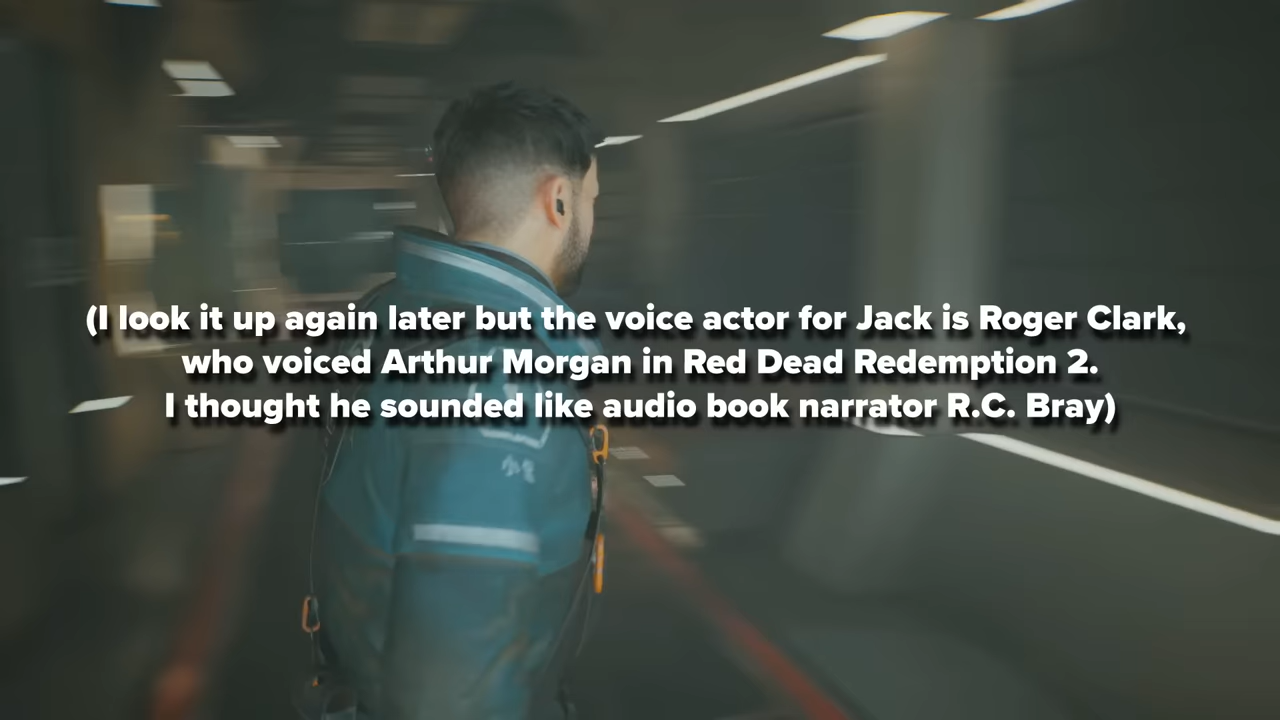 (I look it up again later but the voice actor for Jack is Roger Clark,
who voiced Arthur Morgan in Red Dead Redemption 2.
I thought he sounded like audio book narrator R.C. Bray)